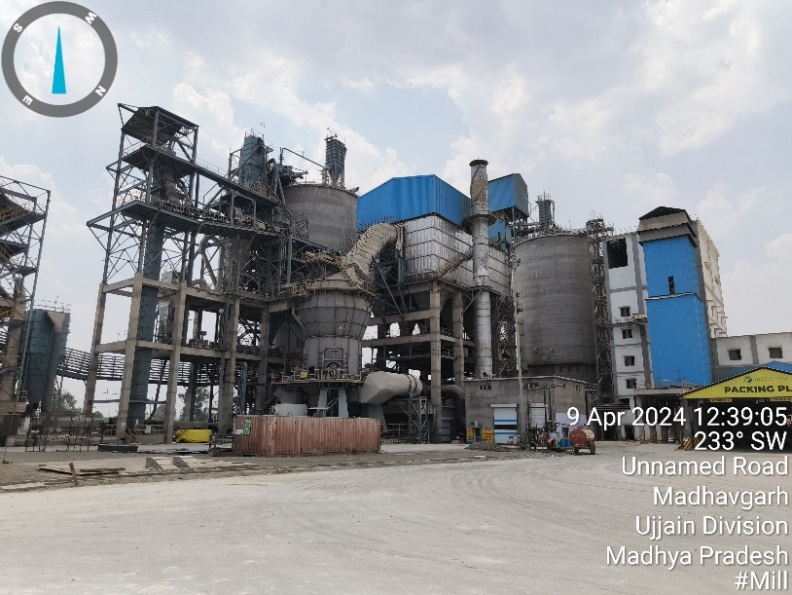 S
W
E
N
PACKING PL
9 Apr 2024 12:39:05
233° SW
Unnamed Road
Madhavgarh
Ujjain Division
Madhya Pradesh
#Mill